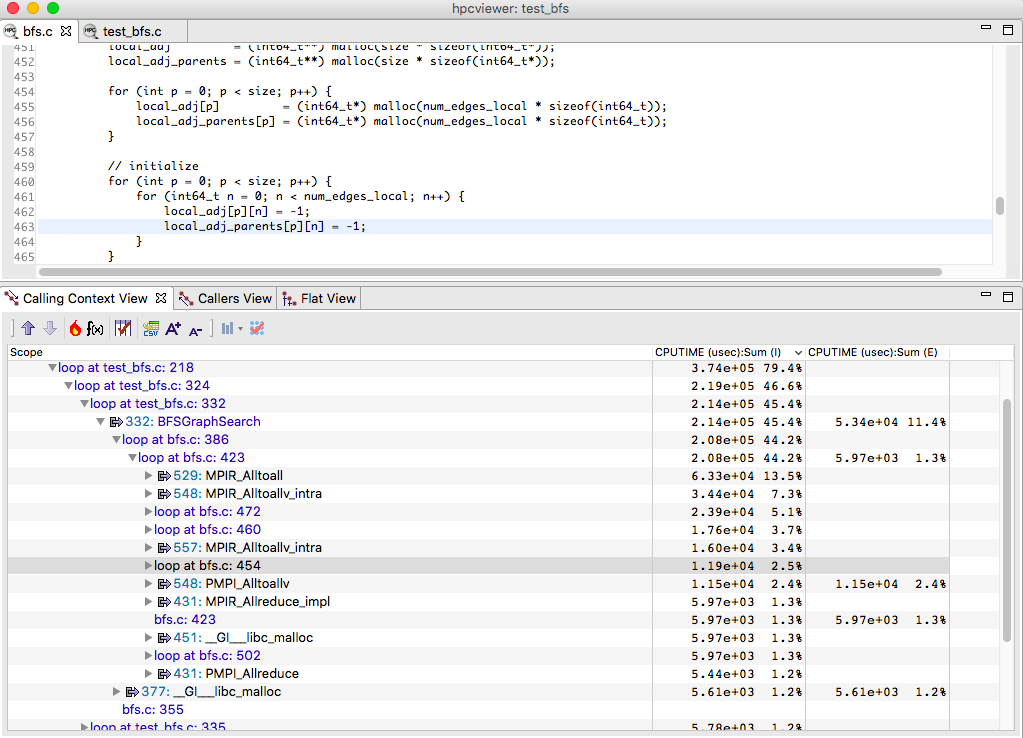 hpcviewer: test_bfs
bfs.c test_bfs.c
451 local_adj = (int64_t**) malloc(size * sizeof(int64_t*));
452 local_adj_parents = (int64_t**) malloc(size * sizeof(int64_t*));
453
454 for (int p = 0; p < size; p++) {
455 local_adj[p] = (int64_t*) malloc(num_edges_local * sizeof(int64_t));
456 local_adj_parents[p] = (int64_t*) malloc(num_edges_local * sizeof(int64_t));
457 }
458
459 // initialize
460 for (int p = 0; p < size; p++) {
461 for (int64_t n = 0; n < num_edges_local; n++) {
462 local_adj[p][n] = -1;
463 local_adj_parents[p][n] = -1;
464 }
465 }
Calling Context View Callers View Flat View
f(x) CSV A+ A-
Scope CPUTIME (usec):Sum (I) CPUTIME (usec):Sum (E)
loop at test_bfs.c: 218 3.74e+05 79.4%
loop at test_bfs.c: 324 2.19e+05 46.6%
loop at test_bfs.c: 332 2.14e+05 45.4%
332: BFSGraphSearch 2.14e+05 45.4% 5.34e+04 11.4%
loop at bfs.c: 386 2.08e+05 44.2%
loop at bfs.c: 423 2.08e+05 44.2% 5.97e+03 1.3%
529: MPIR_Alltoall 6.33e+04 13.5%
548: MPIR_Alltoallv_intra 3.44e+04 7.3%
loop at bfs.c: 472 2.39e+04 5.1%
loop at bfs.c: 460 1.76e+04 3.7%
557: MPIR_Alltoallv_intra 1.60e+04 3.4%
loop at bfs.c: 454 1.19e+04 2.5%
548: PMPI_Alltoallv 1.15e+04 2.4% 1.15e+04 2.4%
431: MPIR_Allreduce_impl 5.97e+03 1.3%
bfs.c: 423 5.97e+03 1.3% 5.97e+03 1.3%
451: __GI___libc_malloc 5.97e+03 1.3%
loop at bfs.c: 502 5.97e+03 1.3%
431: PMPI_Allreduce 5.44e+03 1.2%
377: __GI___libc_malloc 5.61e+03 1.2% 5.61e+03 1.2%
bfs.c: 355
loop at test_bfs.c: 335 5.78e+03 1.2%